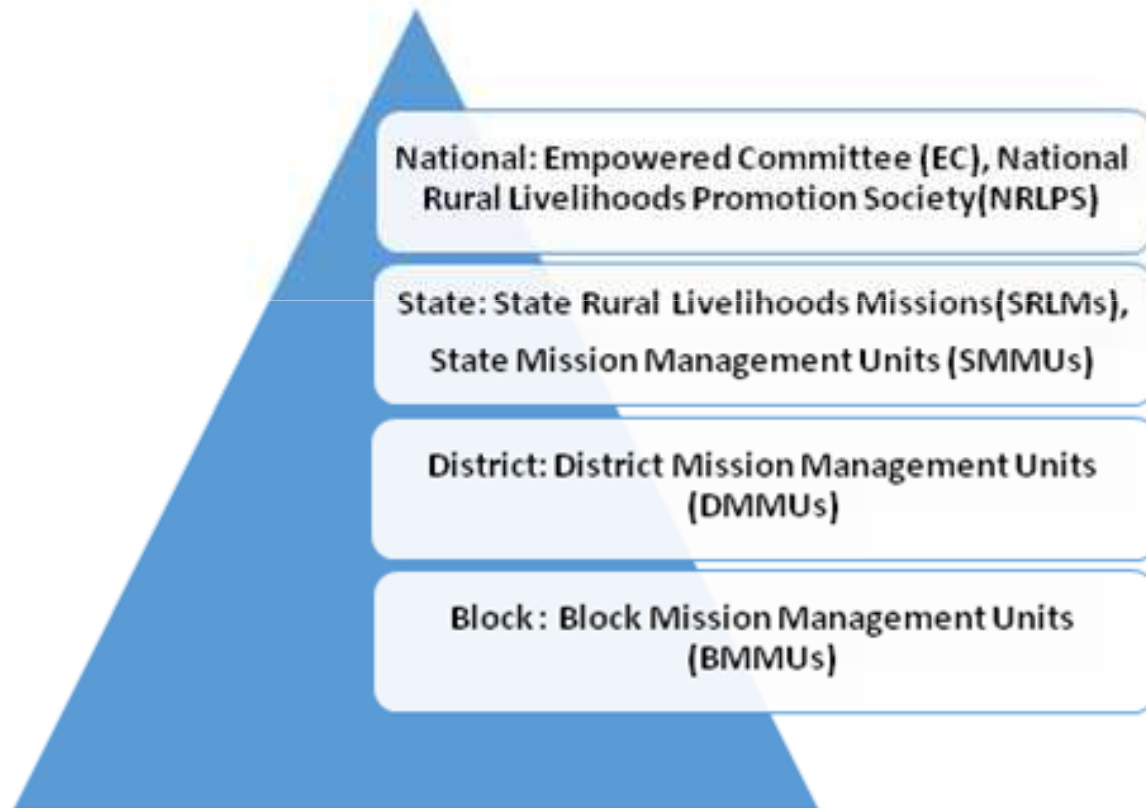 National: Empowered Committee (EC), National
Rural Livelihoods Promotion Society(NRLPS)
State: State Rural Livelihoods Missions(SRLMs),
State Mission Management Units (SMMUs)
District: District Mission Management Units
(DMMUs)
Block : Block Mission Management Units
(BMMUs)